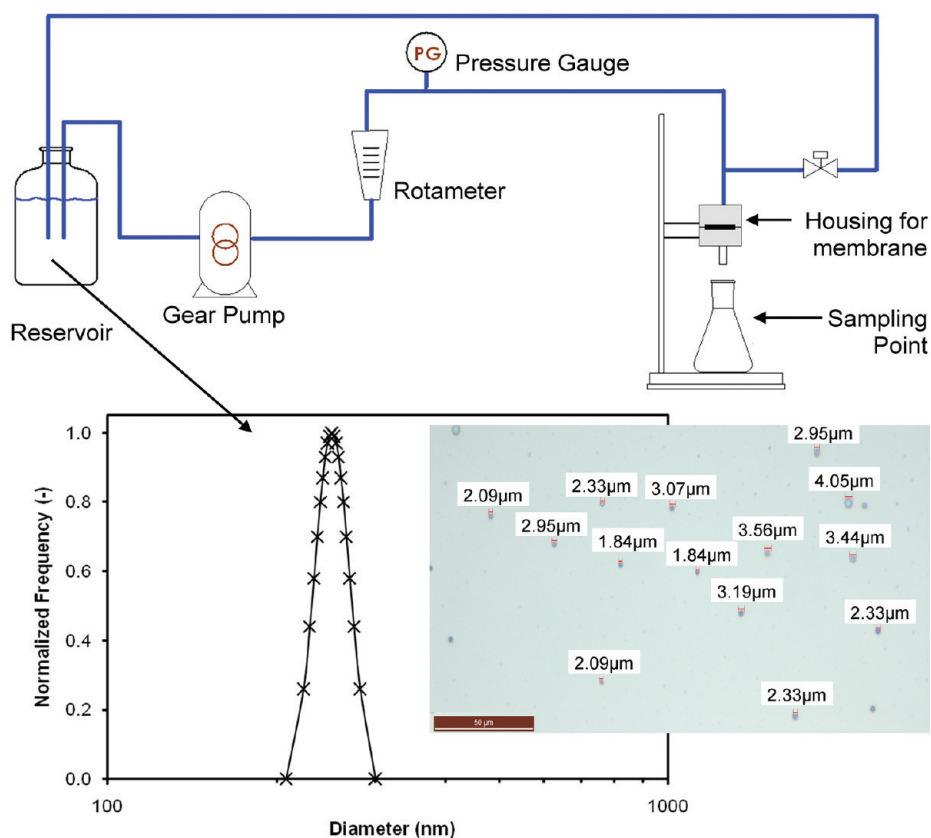 PG
Pressure Gauge
Rotameter
Housing for
membrane
Gear Pump
Reservoir
Sampling
Point
Normalized Frequency (-)
1.0
0.8
0.6
0.4
0.2
0.0
100
1000
Diameter (nm)
2.95µm
4.05µm
2.33µm
3.07µm
2.09µm
2.95µm
3.56µm
3.44µm
1.84µm
1.84µm
3.19µm
2.33µm
2.09µm
2.33µm
50 µm